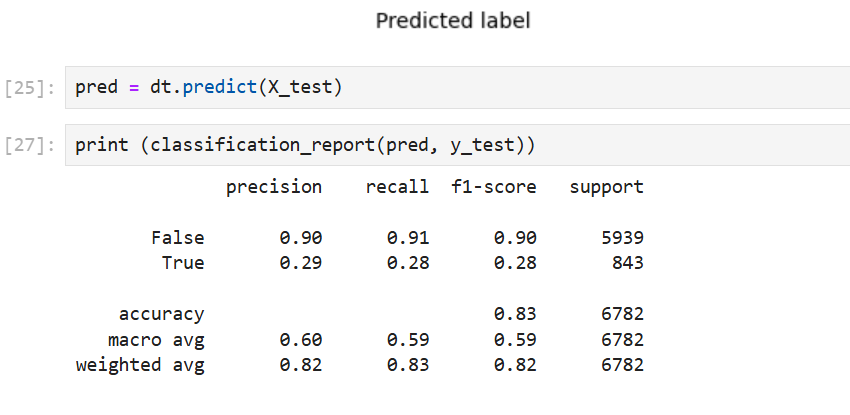 Predicted label
[25]: pred = dt.predict(X_test)
[27]: print (classification_report(pred, y_test))
precision recall f1-score support
False 0.90 0.91 0.90 5939
True 0.29 0.28 0.28 843
accuracy 0.83 6782
macro avg 0.60 0.59 0.59 6782
weighted avg 0.82 0.83 0.82 6782